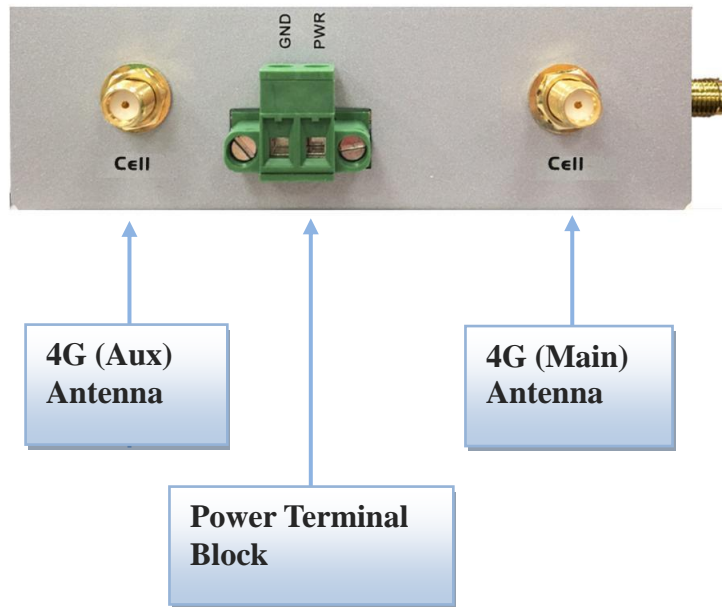 GND
PWR
Cell
Cell
4G (Aux)
Antenna
4G (Main)
Antenna
Power Terminal
Block